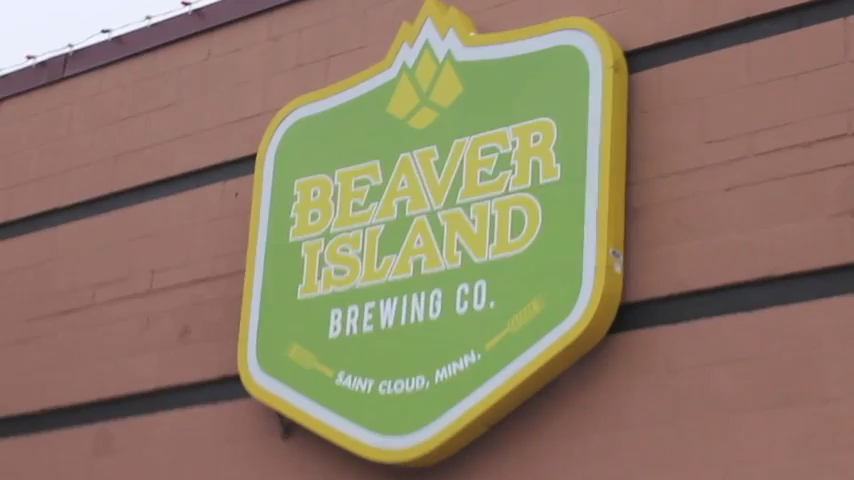 BEAVER
ISLAND
BREWING CO.
SAINT CLOUD, MINN.